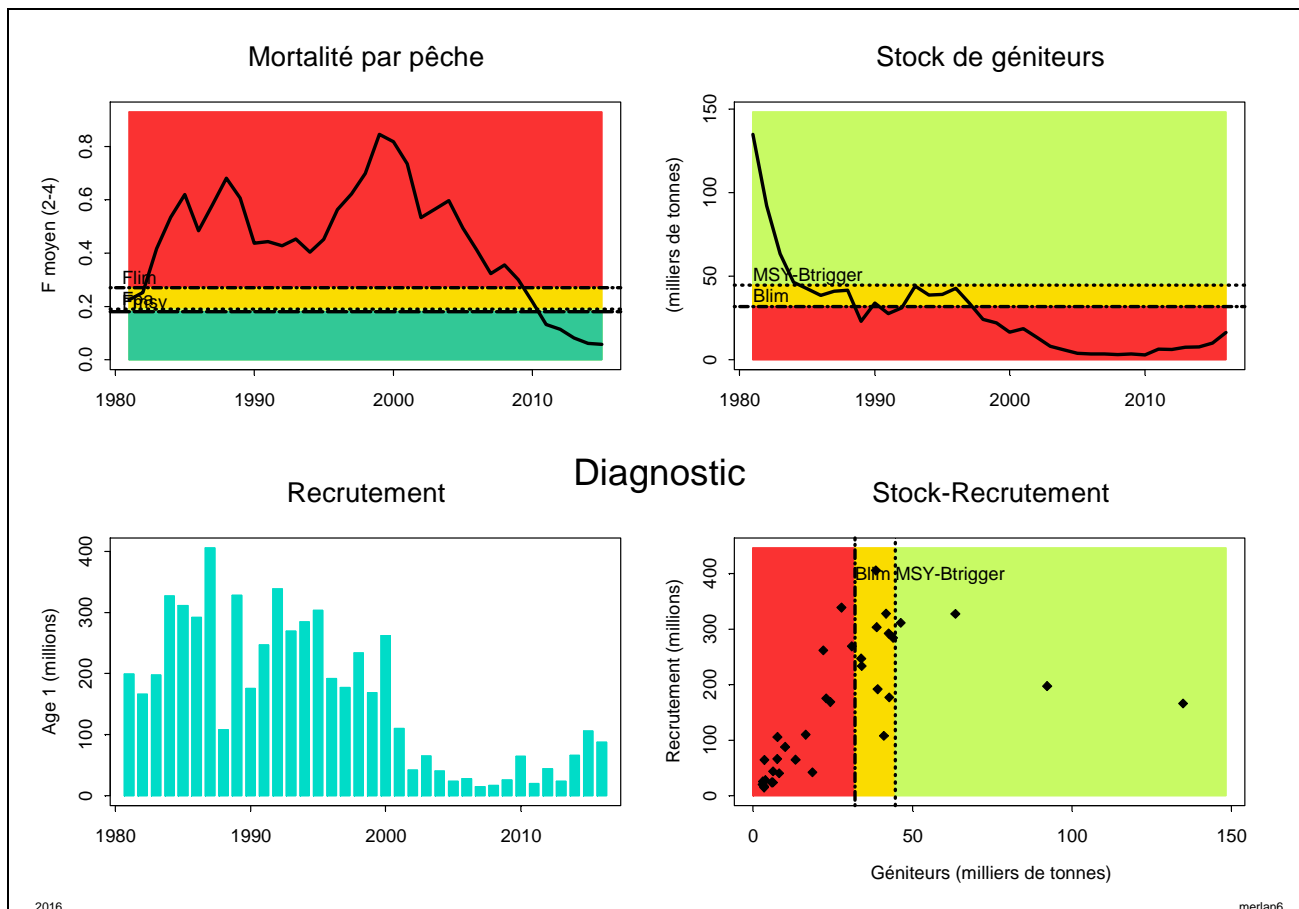 Mortalité par pêche
F moyen (2-4)
0.0 0.2 0.4 0.6 0.8
Flim
Fpa
Fmsy
1980 1990 2000 2010
Stock de géniteurs
(milliers de tonnes)
0 50 100 150
MSY-Btrigger
Blim
1980 1990 2000 2010
Diagnostic
Recrutement
Age 1 (millions)
0 100 200 300 400
1980 1990 2000 2010
Stock-Recrutement
Recrutement (millions)
0 100 200 300 400
Blim MSY-Btrigger
0 50 100 150
Géniteurs (milliers de tonnes)
2016
merlan6